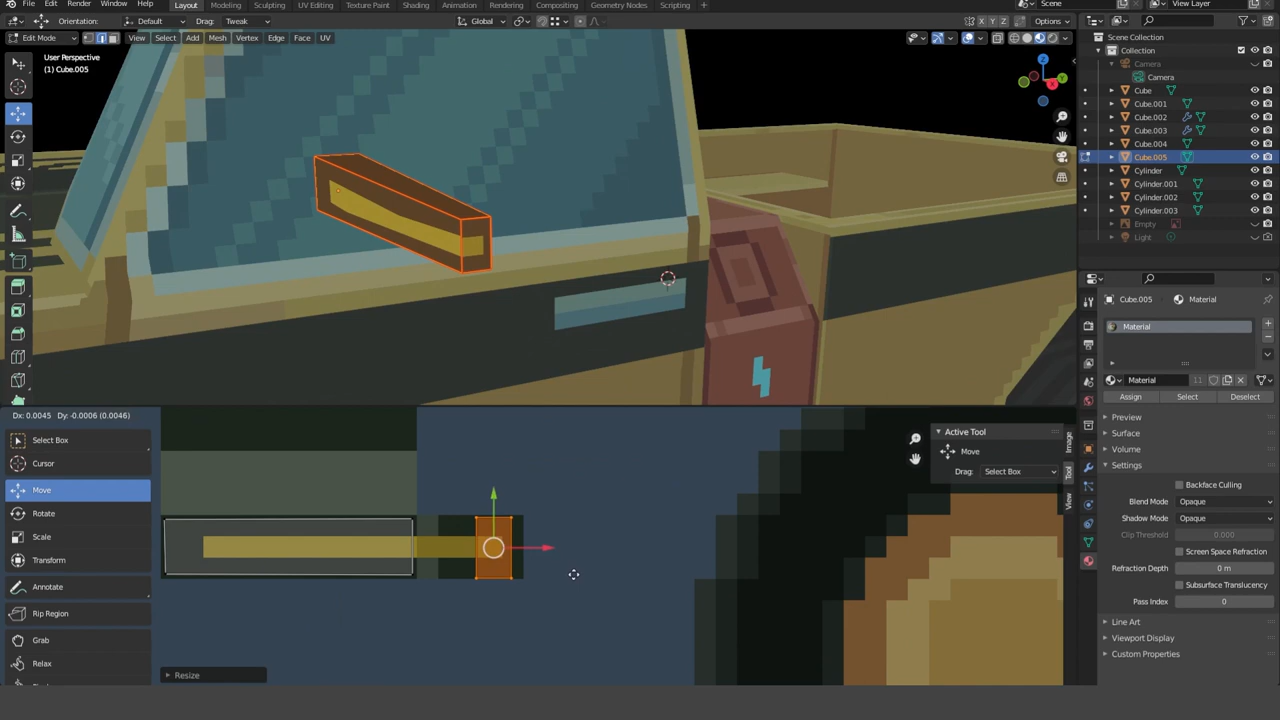 File Edit Render Window Help Layout Modeling Sculpting UV Editing Texture Paint Shading Animation Rendering Compositing Geometry Nodes Scripting Scene View Layer
Orientation: Default Drag: Tweak Global X Y Z Options
Edit Mode View Select Add Mesh Vertex Edge Face UV
User Perspective
(1) Cube.005
Z
Y
X
Scene Collection
Collection
Camera
Camera
Cube
Cube.001
Cube.002
Cube.003
Cube.004
Cube.005
Cylinder
Cylinder.001
Cylinder.002
Cylinder.003
Empty
Light
Cube.005 Material
Material
Material 11
Assign Select Deselect
Preview
Surface
Volume
Settings
Backface Culling
Blend Mode Opaque
Shadow Mode Opaque
Clip Threshold 0.000
Screen Space Refraction
Refraction Depth 0 m
Subsurface Translucency
Pass Index 0
Line Art
Viewport Display
Custom Properties
Dx: 0.0045 Dy: -0.0006 (0.0046)
Select Box
Cursor
Move
Rotate
Scale
Transform
Annotate
Rip Region
Grab
Relax
Resize
Active Tool
Move
Drag: Select Box
Image
Tool
View